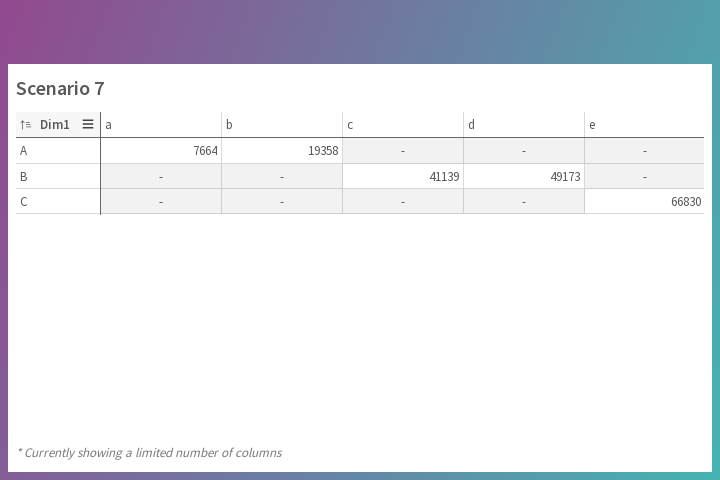 Scenario 7
Dim1 a b c d e
A 7664 19358 - - -
B - - 41139 49173 -
C - - - - 66830
* Currently showing a limited number of columns